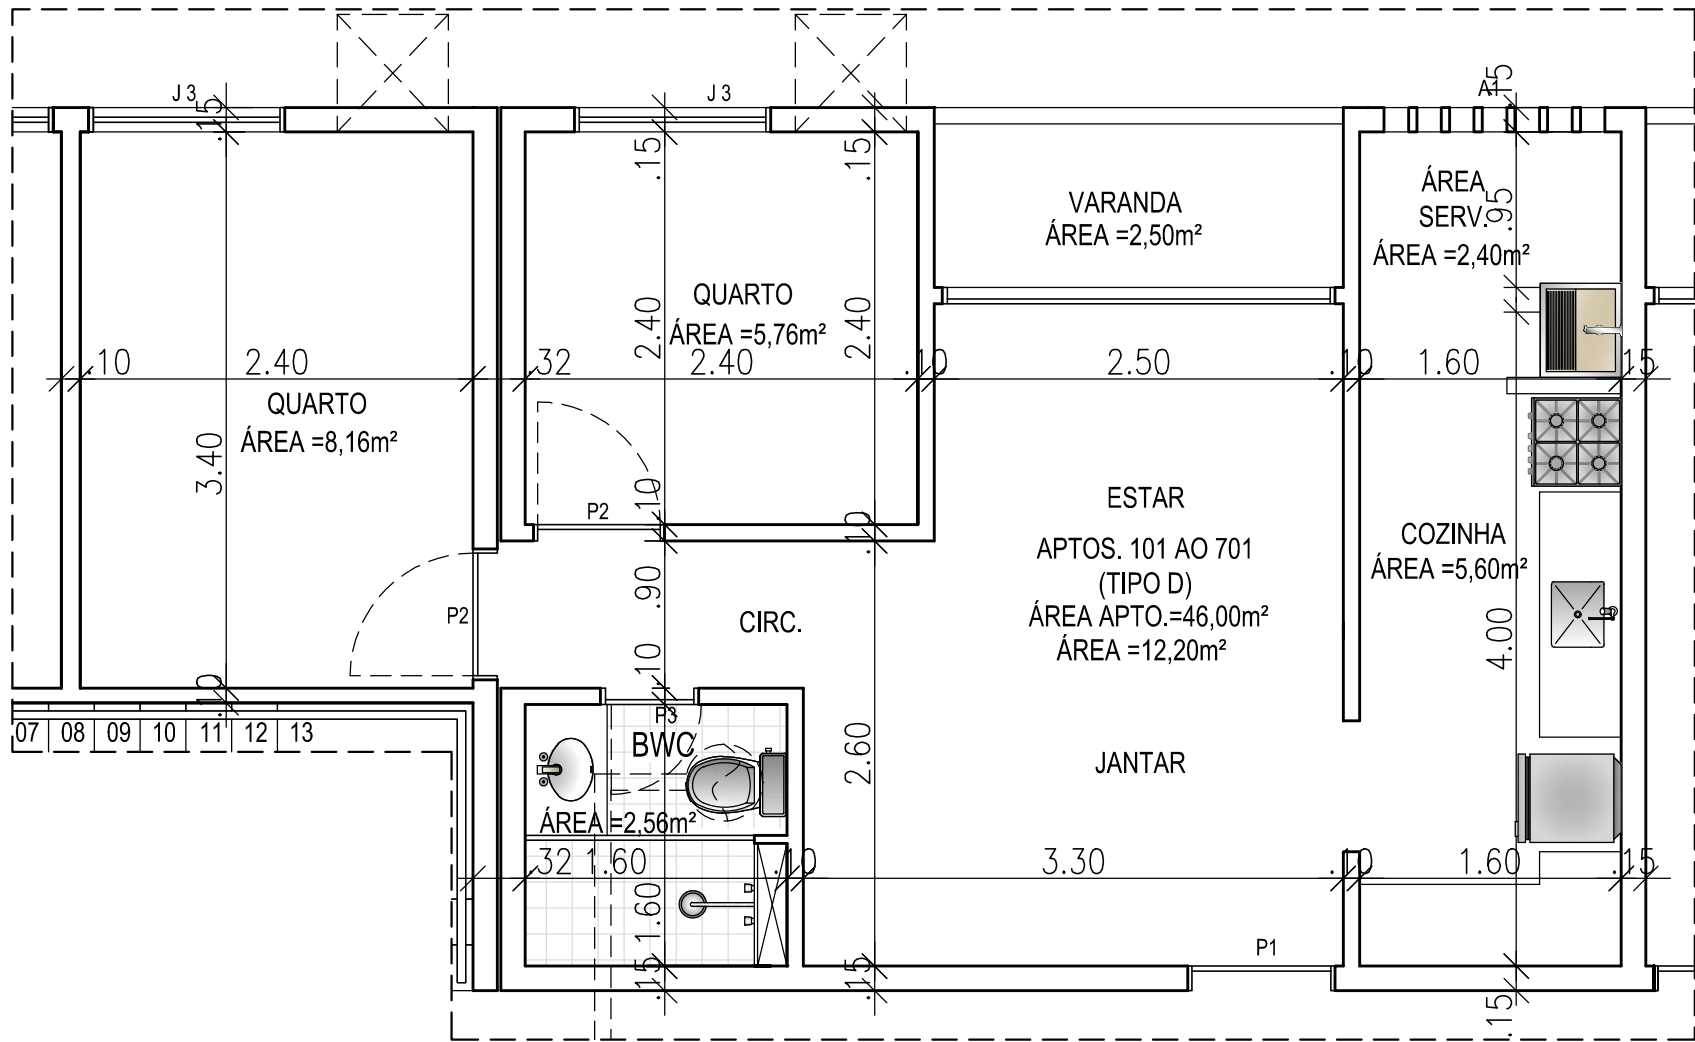 J 3
J 3
A1
.15
.15
.15
.15
VARANDA
ÁREA =2,50m²
ÁREA
SERV.
ÁREA =2,40m²
.95
QUARTO
ÁREA =5,76m²
2.40
2.40
.10
2.40
.32
2.40
.10
2.50
.10
1.60
.15
QUARTO
ÁREA =8,16m²
3.40
P2
.10
.10
ESTAR
APTOS. 101 AO 701
(TIPO D)
ÁREA APTO.=46,00m²
ÁREA =12,20m²
COZINHA
ÁREA =5,60m²
4.00
P2
.90
CIRC.
.10
.10
07 08 09 10 11 12 13
P3
BWC
2.60
JANTAR
ÁREA =2,56m²
.32
1.60
.10
3.30
.10
1.60
.15
1.60
P1
.15
.15
.15